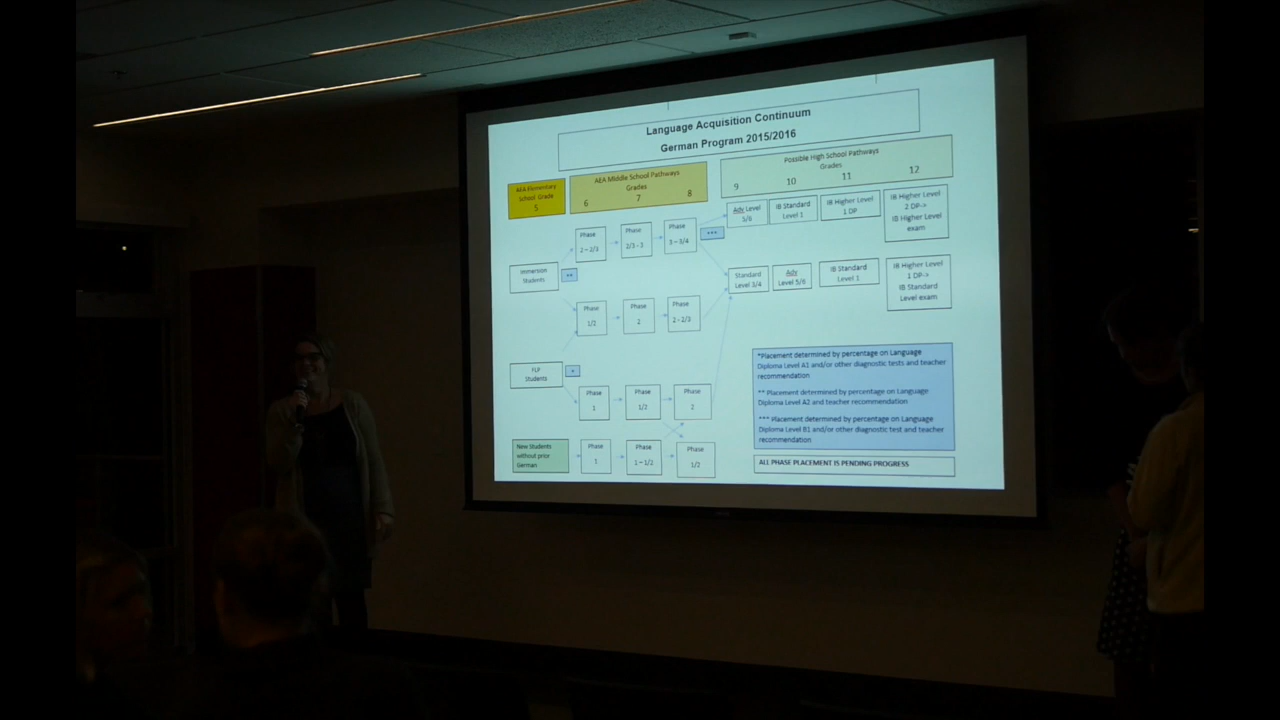 Language Acquisition Continuum
German Program 2015/2016
AEA Elementary
School Grade
5
AEA Middle School Pathways
Grades
6 7 8
Possible High School Pathways
Grades
9 10 11 12
Immersion
Students
**
Phase
2 – 2/3
Phase
2/3 - 3
Phase
3 – 3/4
***
Adv Level
5/6
IB Standard
Level 1
IB Higher Level
1 DP
IB Higher Level
2 DP->
IB Higher Level
exam
Phase
1/2
Phase
2
Phase
2 - 2/3
Standard
Level 3/4
Adv
Level 5/6
IB Standard
Level 1
IB Higher Level
1 DP->
IB Standard
Level exam
FLP
Students
*
Phase
1
Phase
1/2
Phase
2
New Students
without prior
German
Phase
1
Phase
1 – 1/2
Phase
1/2
*Placement determined by percentage on Language
Diploma Level A1 and/or other diagnostic tests and teacher
recommendation
** Placement determined by percentage on Language
Diploma Level A2 and teacher recommendation
*** Placement determined by percentage on Language
Diploma Level B1 and/or other diagnostic test and teacher
recommendation
ALL PHASE PLACEMENT IS PENDING PROGRESS